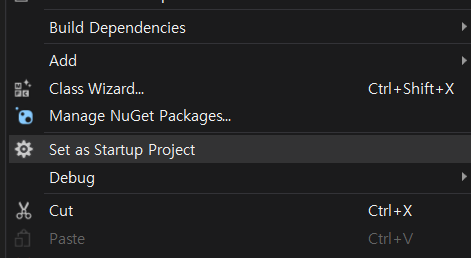 Build Dependencies
Add
Class Wizard... Ctrl+Shift+X
Manage NuGet Packages...
Set as Startup Project
Debug
Cut Ctrl+X
Paste Ctrl+V